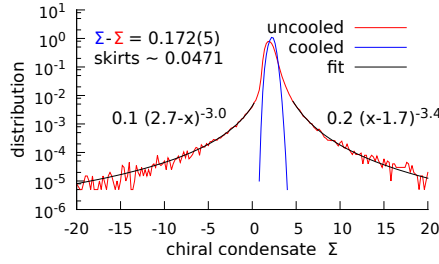 10^1
10^0
10^-1
10^-2
10^-3
10^-4
10^-5
10^-6
distribution
Σ-Σ = 0.172(5)
skirts ~ 0.0471
uncooled
cooled
fit
0.1 (2.7-x)^-3.0
0.2 (x-1.7)^-3.4
-20 -15 -10 -5 0 5 10 15 20
chiral condensate Σ